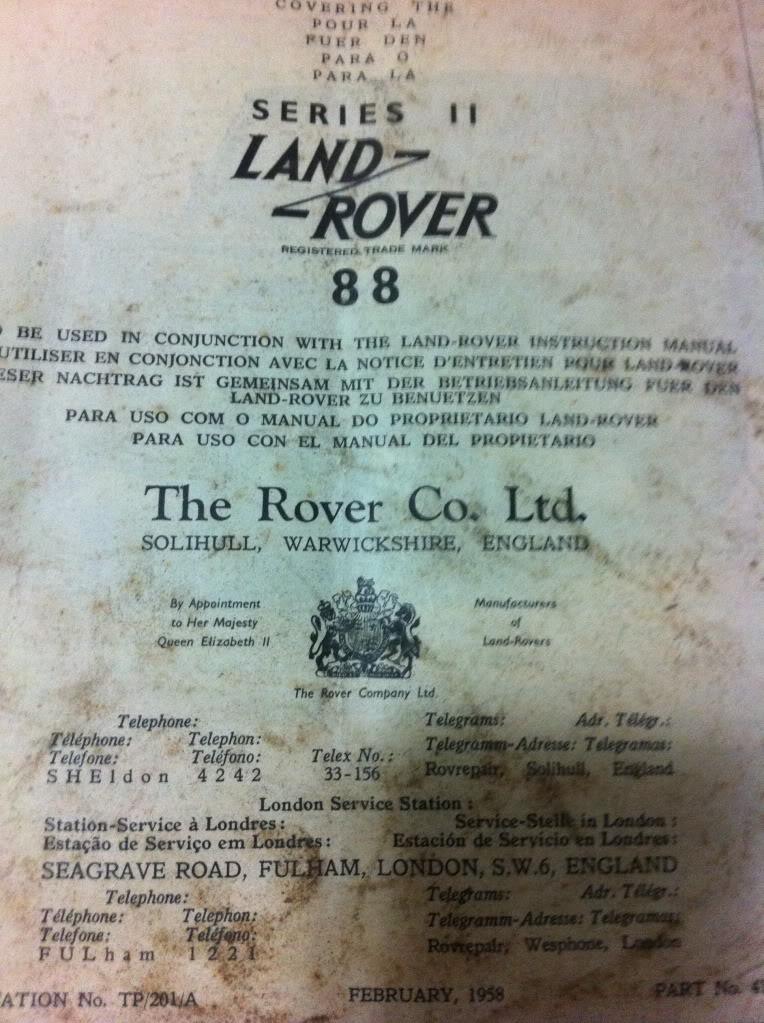 COVERING THE
POUR LA
FUER DEN
PARA O
PARA LA
SERIES II
LAND-
-ROVER
REGISTERED TRADE MARK
88
BE USED IN CONJUNCTION WITH THE LAND-ROVER INSTRUCTION MANUAL
UTILISER EN CONJONCTION AVEC LA NOTICE D'ENTRETIEN POUR LAND-ROVER
ESER NACHTRAG IST GEMEINSAM MIT DER BETRIEBSANLEITUNG FUER DEN
LAND-ROVER ZU BENUETZEN
PARA USO COM O MANUAL DO PROPRIETARIO LAND-ROVER
PARA USO CON EL MANUAL DEL PROPIETARIO
The Rover Co. Ltd.
SOLIHULL, WARWICKSHIRE, ENGLAND
By Appointment
to Her Majesty
Queen Elizabeth II
Manufacturers
of
Land-Rovers
The Rover Company Ltd.
Telephone: Telegrams: Adr. Télégr.:
Téléphone: Telephon: Telegramm-Adresse: Telegramas:
Telefone: Teléfono: Telex No.:
SHEldon 4242 33-156 Rovrepair, Solihull, England
London Service Station:
Station-Service à Londres: Service-Stelle in London:
Estação de Serviço em Londres: Estación de Servicio en Londres:
SEAGRAVE ROAD, FULHAM, LONDON, S.W.6, ENGLAND
Telephone: Telegrams: Adr. Télégr.:
Téléphone: Telephon: Telegramm-Adresse: Telegramas:
Telefone: Teléfono:
FULham 1221 Rovrepair, Wesphone, London
ATION No. TP/201/A FEBRUARY, 1958 PART No. 4